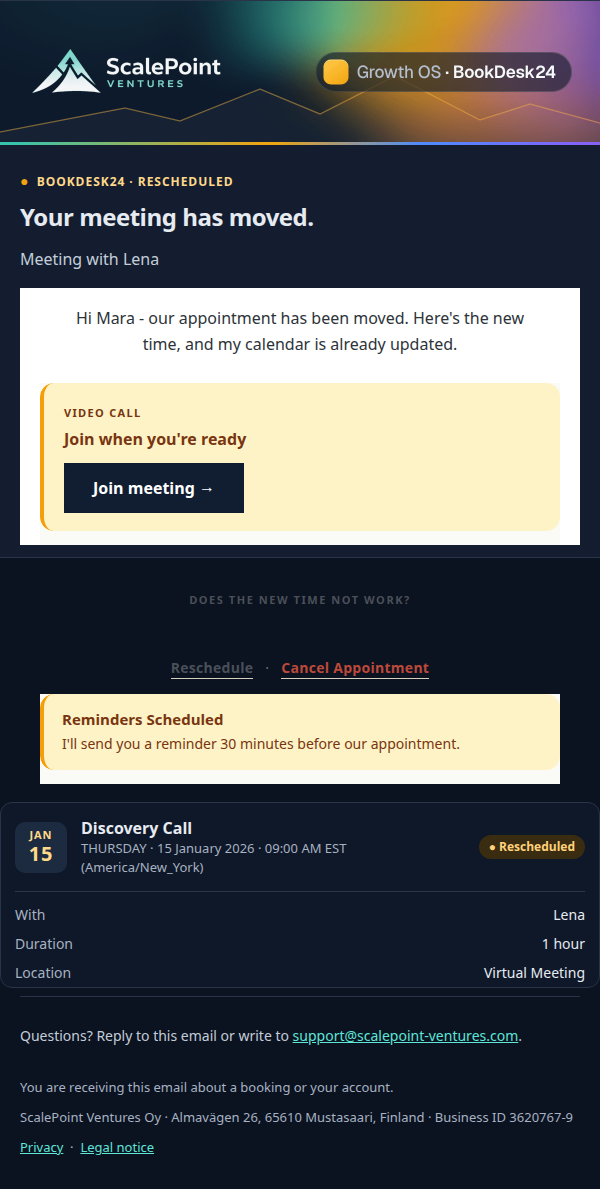 ScalePoint
VENTURES
Growth OS · BookDesk24
BOOKDESK24 · RESCHEDULED
Your meeting has moved.
Meeting with Lena
Hi Mara - our appointment has been moved. Here's the new
time, and my calendar is already updated.
VIDEO CALL
Join when you're ready
Join meeting →
DOES THE NEW TIME NOT WORK?
Reschedule · Cancel Appointment
Reminders Scheduled
I'll send you a reminder 30 minutes before our appointment.
JAN
15
Discovery Call
THURSDAY · 15 January 2026 · 09:00 AM EST
(America/New_York)
● Rescheduled
With Lena
Duration 1 hour
Location Virtual Meeting
Questions? Reply to this email or write to support@scalepoint-ventures.com.
You are receiving this email about a booking or your account.
ScalePoint Ventures Oy · Almavägen 26, 65610 Mustasaari, Finland · Business ID 3620767-9
Privacy · Legal notice